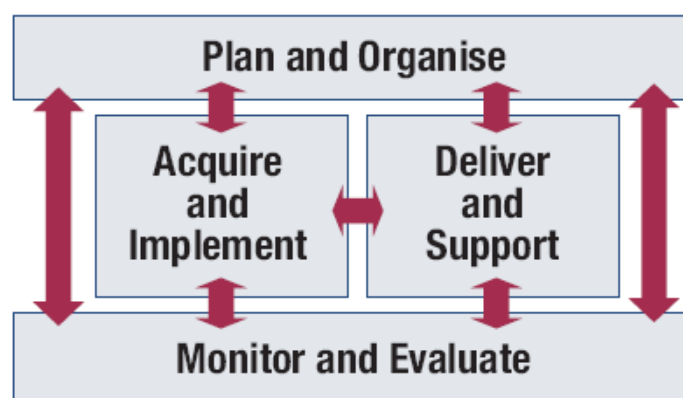 Plan and Organise
Acquire
and
Implement
Deliver
and
Support
Monitor and Evaluate